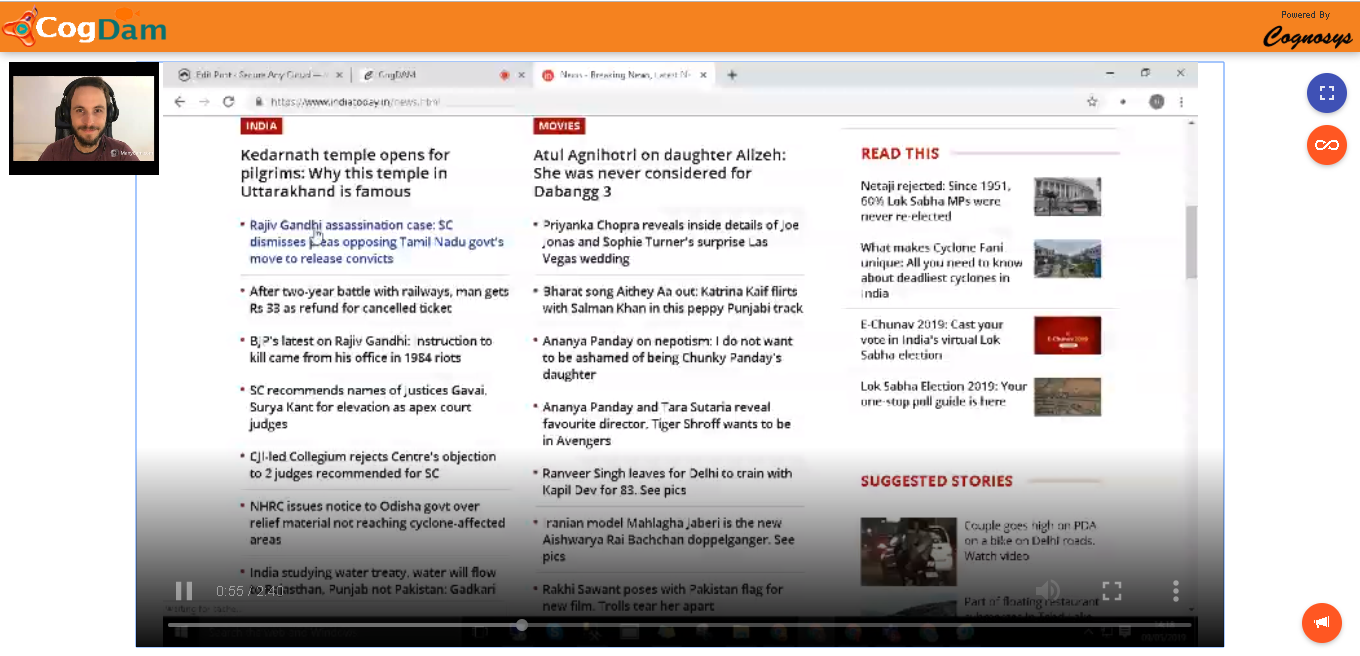 CogDam
Powered By
Cognosys
Edit Post · Secure Any Cloud —
CogDAM
News - Breaking News, Latest N
https://www.indiatoday.in/news.html
INDIA
Kedarnath temple opens for
pilgrims: Why this temple in
Uttarakhand is famous
Rajiv Gandhi assassination case: SC
dismisses pleas opposing Tamil Nadu govt's
move to release convicts
After two-year battle with railways, man gets
Rs 33 as refund for cancelled ticket
BJP's latest on Rajiv Gandhi: Instruction to
kill came from his office in 1984 riots
SC recommends names of Justices Gavai,
Surya Kant for elevation as apex court
judges
CJI-led Collegium rejects Centre's objection
to 2 judges recommended for SC
NHRC issues notice to Odisha govt over
relief material not reaching cyclone-affected
areas
India studying water treaty, water will flow
to Rajasthan, Punjab not Pakistan: Gadkari
MOVIES
Atul Agnihotri on daughter Alizeh:
She was never considered for
Dabangg 3
Priyanka Chopra reveals inside details of Joe
Jonas and Sophie Turner's surprise Las
Vegas wedding
Bharat song Aithey Aa out: Katrina Kaif flirts
with Salman Khan in this peppy Punjabi track
Ananya Panday on nepotism: I do not want
to be ashamed of being Chunky Panday's
daughter
Ananya Panday and Tara Sutaria reveal
favourite director, Tiger Shroff wants to be
in Avengers
Ranveer Singh leaves for Delhi to train with
Kapil Dev for 83. See pics
Iranian model Mahlagha Jaberi is the new
Aishwarya Rai Bachchan doppelganger. See
pics
Rakhi Sawant poses with Pakistan flag for
new film. Trolls tear her apart
READ THIS
Netaji rejected: Since 1951,
60% Lok Sabha MPs were
never re-elected
What makes Cyclone Fani
unique: All you need to know
about deadliest cyclones in
India
E-Chunav 2019: Cast your
vote in India's virtual Lok
Sabha election
Lok Sabha Election 2019: Your
one-stop poll guide is here
SUGGESTED STORIES
Couple goes high on PDA
on a bike on Delhi roads.
Watch video
Part of floating restaurant
0:55 / 2:40
Waiting for cache...